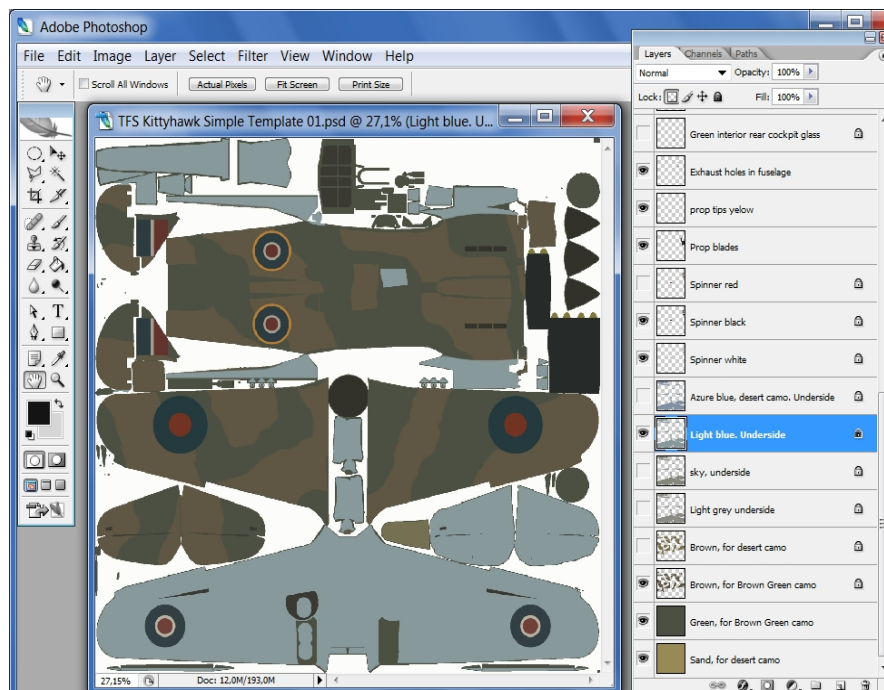 Adobe Photoshop
File Edit Image Layer Select Filter View Window Help
Scroll All Windows Actual Pixels Fit Screen Print Size
TFS Kittyhawk Simple Template 01.psd @ 27,1% (Light blue. U...
27,15% Doc: 12,0M/193,0M
Layers Channels Paths
Normal Opacity: 100%
Lock: Fill: 100%
Green interior rear cockpit glass
Exhaust holes in fuselage
prop tips yelow
Prop blades
Spinner red
Spinner black
Spinner white
Azure blue, desert camo. Underside
Light blue. Underside
sky, underside
Light grey underside
Brown, for desert camo
Brown, for Brown Green camo
Green, for Brown Green camo
Sand, for desert camo